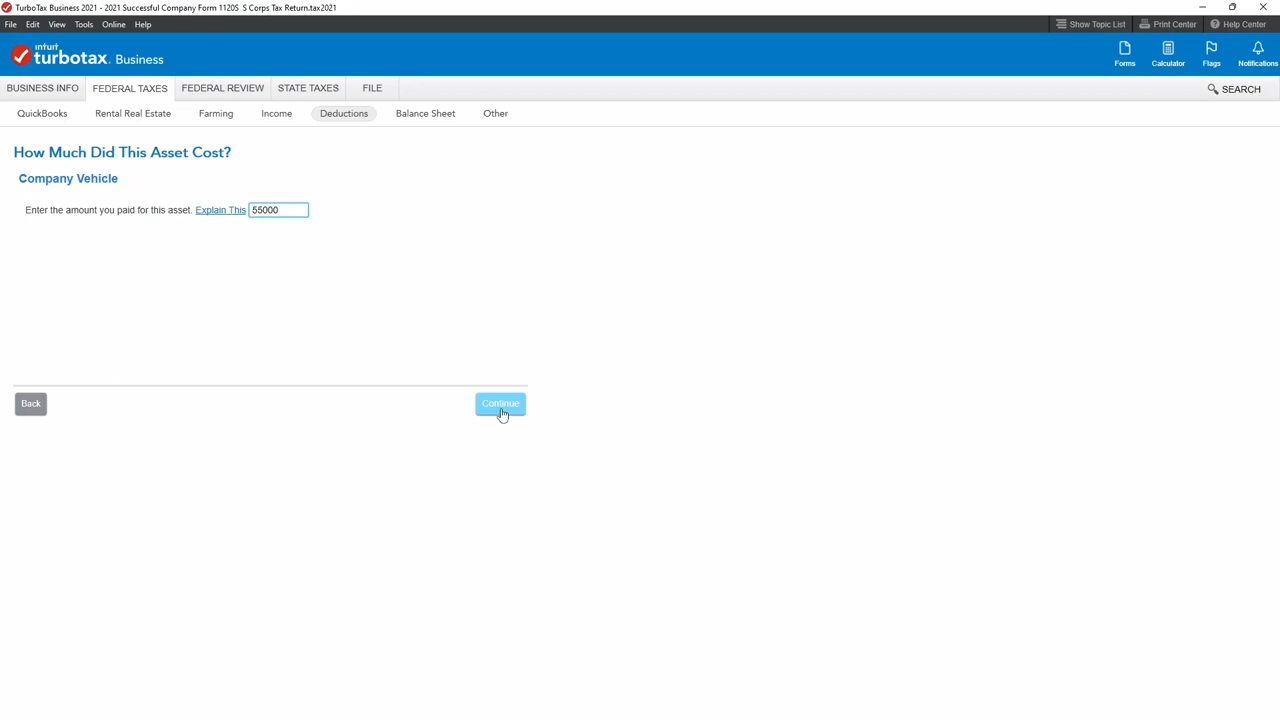 TurboTax Business 2021 - 2021 Successful Company Form 1120S S Corps Tax Return.tax2021
File Edit View Tools Online Help
Show Topic List Print Center Help Center
intuit
turbotax. Business
Forms Calculator Flags Notifications
BUSINESS INFO FEDERAL TAXES FEDERAL REVIEW STATE TAXES FILE
SEARCH
QuickBooks Rental Real Estate Farming Income Deductions Balance Sheet Other
How Much Did This Asset Cost?
Company Vehicle
Enter the amount you paid for this asset. Explain This 55000
Back Continue